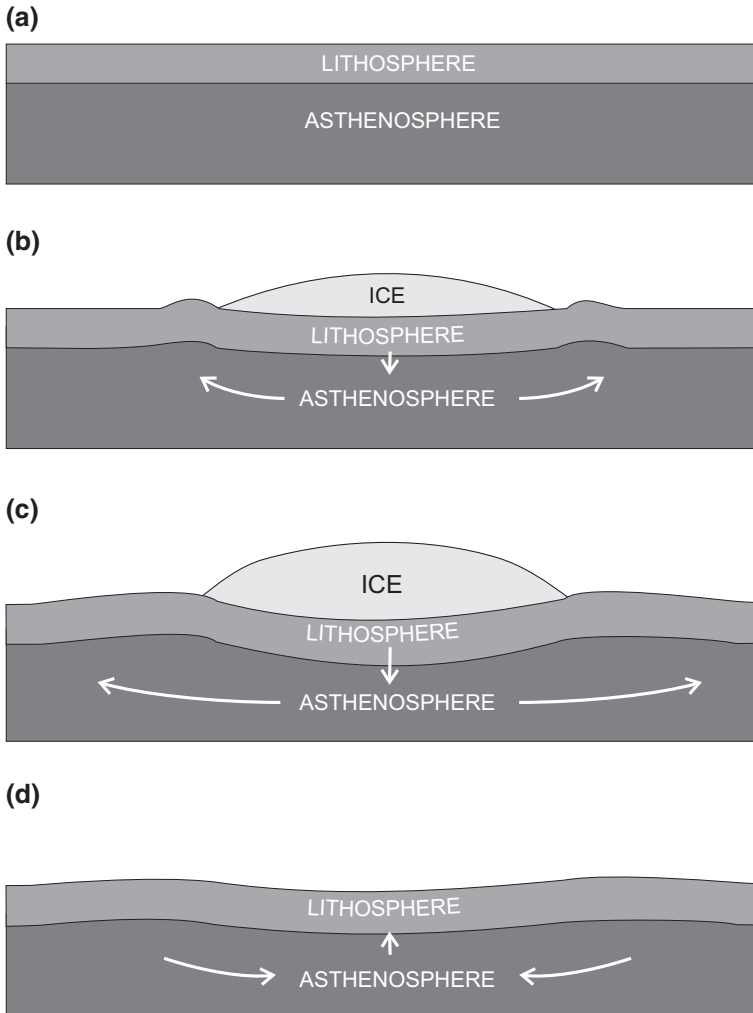 (a)
LITHOSPHERE
ASTHENOSPHERE
(b)
ICE
LITHOSPHERE
ASTHENOSPHERE
(c)
ICE
LITHOSPHERE
ASTHENOSPHERE
(d)
LITHOSPHERE
ASTHENOSPHERE